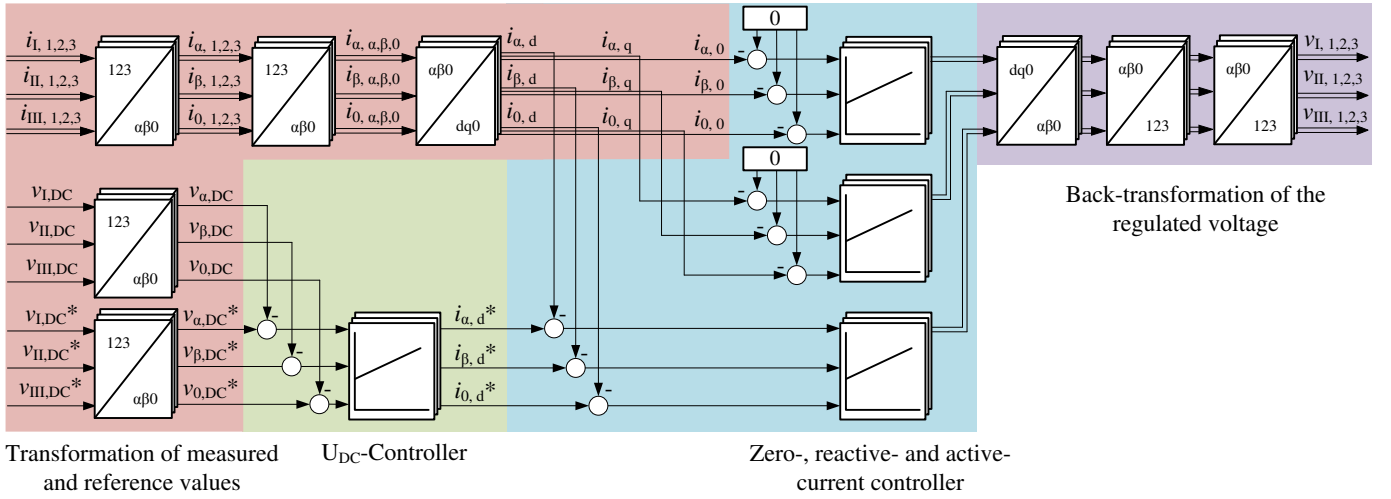 i_I, 1,2,3 i_α, 1,2,3 i_α, α,β,0 i_α, d i_α, q i_α, 0 0 v_I, 1,2,3
123 αβ0 123 αβ0 αβ0 dq0 dq0 αβ0 αβ0 123 αβ0 123
i_II, 1,2,3 i_β, 1,2,3 i_β, α,β,0 i_β, d i_β, q i_β, 0 v_II, 1,2,3
i_III, 1,2,3 i_0, 1,2,3 i_0, α,β,0 i_0, d i_0, q i_0, 0 v_III, 1,2,3
- - -
0
- - -
v_I,DC v_α,DC
123 αβ0
v_II,DC v_β,DC
v_III,DC v_0,DC
v_I,DC* v_α,DC* - i_α, d* -
123 αβ0
v_II,DC* v_β,DC* - i_β, d* -
v_III,DC* v_0,DC* - i_0, d* -
Back-transformation of the
regulated voltage
Transformation of measured
and reference values
U_DC-Controller
Zero-, reactive- and active-
current controller